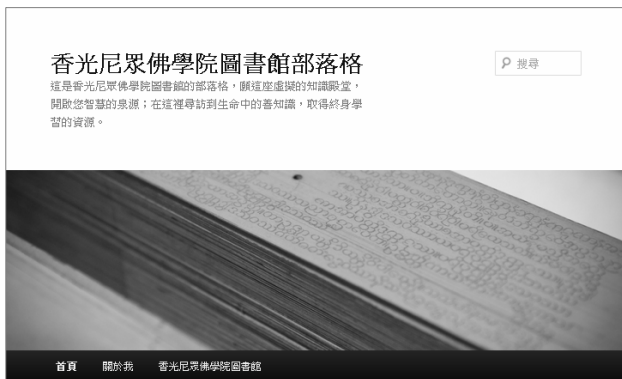 香光尼眾佛學院圖書館部落格
搜尋
這是香光尼眾佛學院圖書館的部落格，願這座虛擬的知識殿堂，
開啟您智慧的泉源；在這裡尋訪到生命中的善知識，取得終身學
習的資源。
首頁 關於我 香光尼眾佛學院圖書館